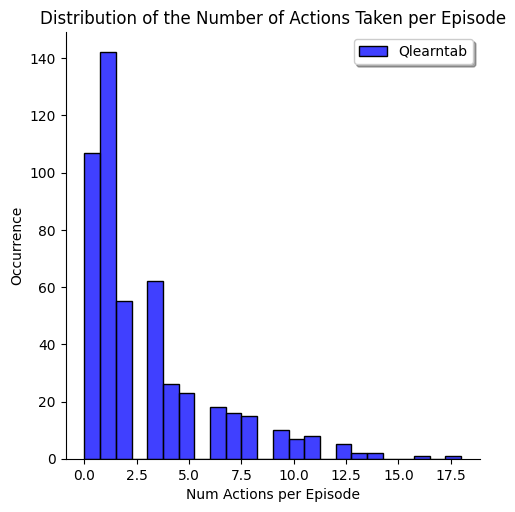 Distribution of the Number of Actions Taken per Episode
Qlearntab
140
120
100
80
60
40
20
0
Occurrence
0.0 2.5 5.0 7.5 10.0 12.5 15.0 17.5
Num Actions per Episode